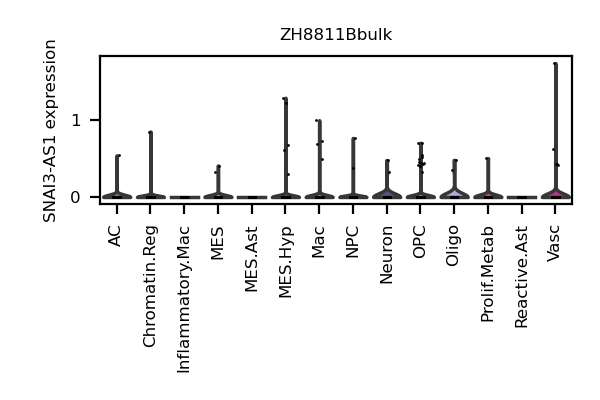 ZH8811Bbulk
SNAI3-AS1 expression
1
0
AC
Chromatin.Reg
Inflammatory.Mac
MES
MES.Ast
MES.Hyp
Mac
NPC
Neuron
OPC
Oligo
Prolif.Metab
Reactive.Ast
Vasc